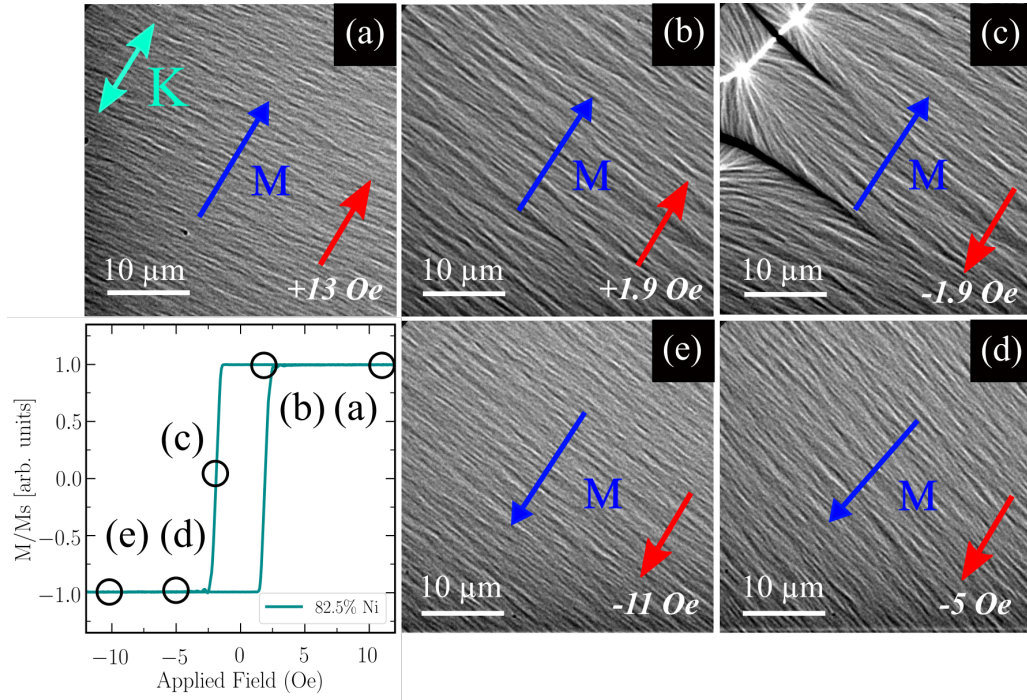 (a)
K
M
10 µm
+13 Oe
(b)
M
10 µm
+1.9 Oe
(c)
M
10 µm
-1.9 Oe
M/Ms [arb. units]
1.0
0.5
0.0
−0.5
−1.0
(b) (a)
(c)
(e) (d)
82.5% Ni
−10 −5 0 5 10
Applied Field (Oe)
(e)
M
10 µm
-11 Oe
(d)
M
10 µm
-5 Oe